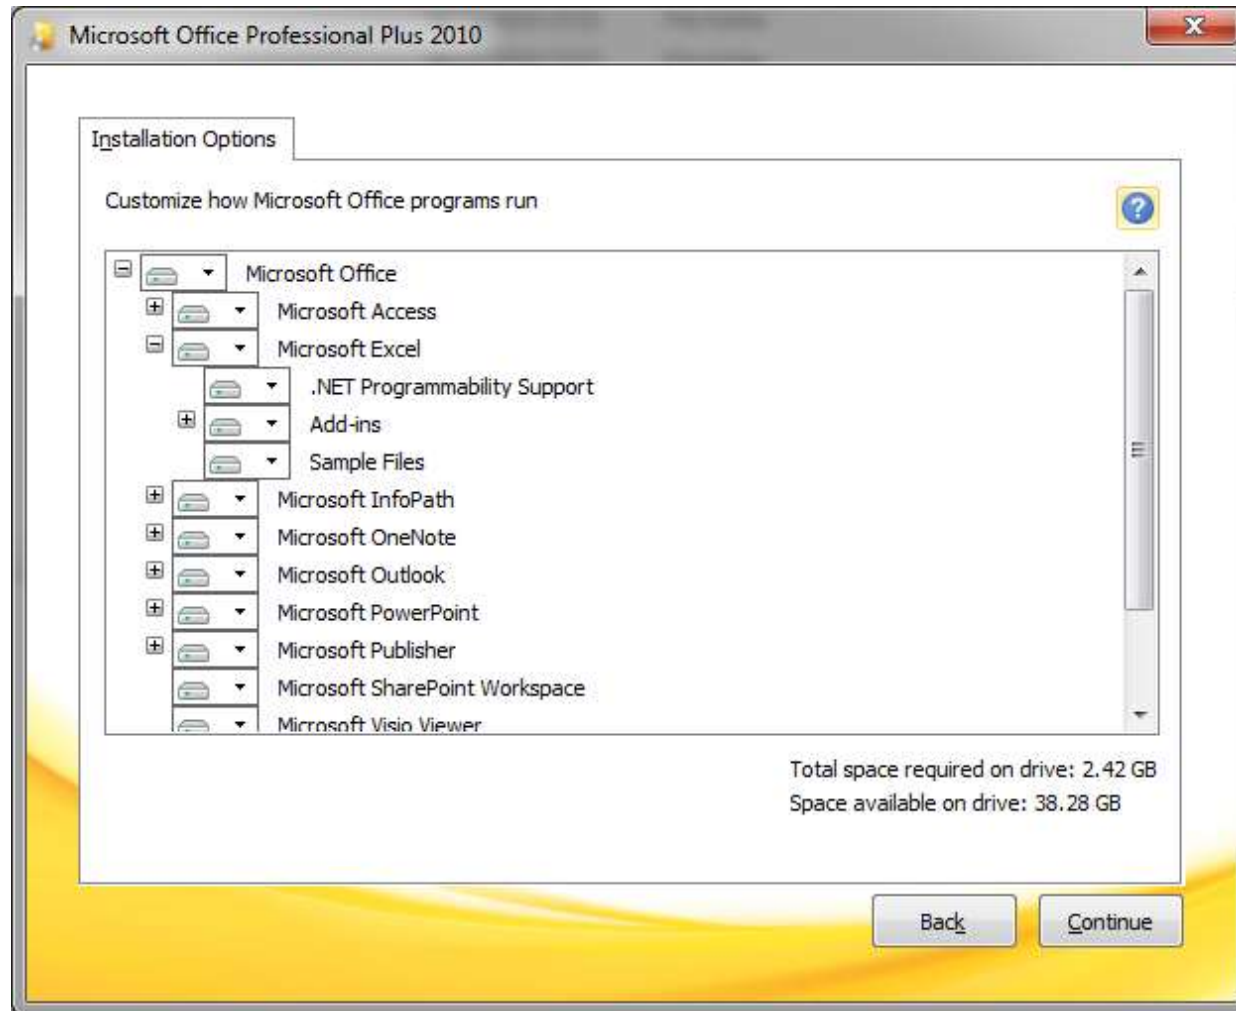 Microsoft Office Professional Plus 2010
Installation Options
Customize how Microsoft Office programs run
Microsoft Office
Microsoft Access
Microsoft Excel
.NET Programmability Support
Add-ins
Sample Files
Microsoft InfoPath
Microsoft OneNote
Microsoft Outlook
Microsoft PowerPoint
Microsoft Publisher
Microsoft SharePoint Workspace
Microsoft Visio Viewer
Total space required on drive: 2.42 GB
Space available on drive: 38.28 GB
Back Continue